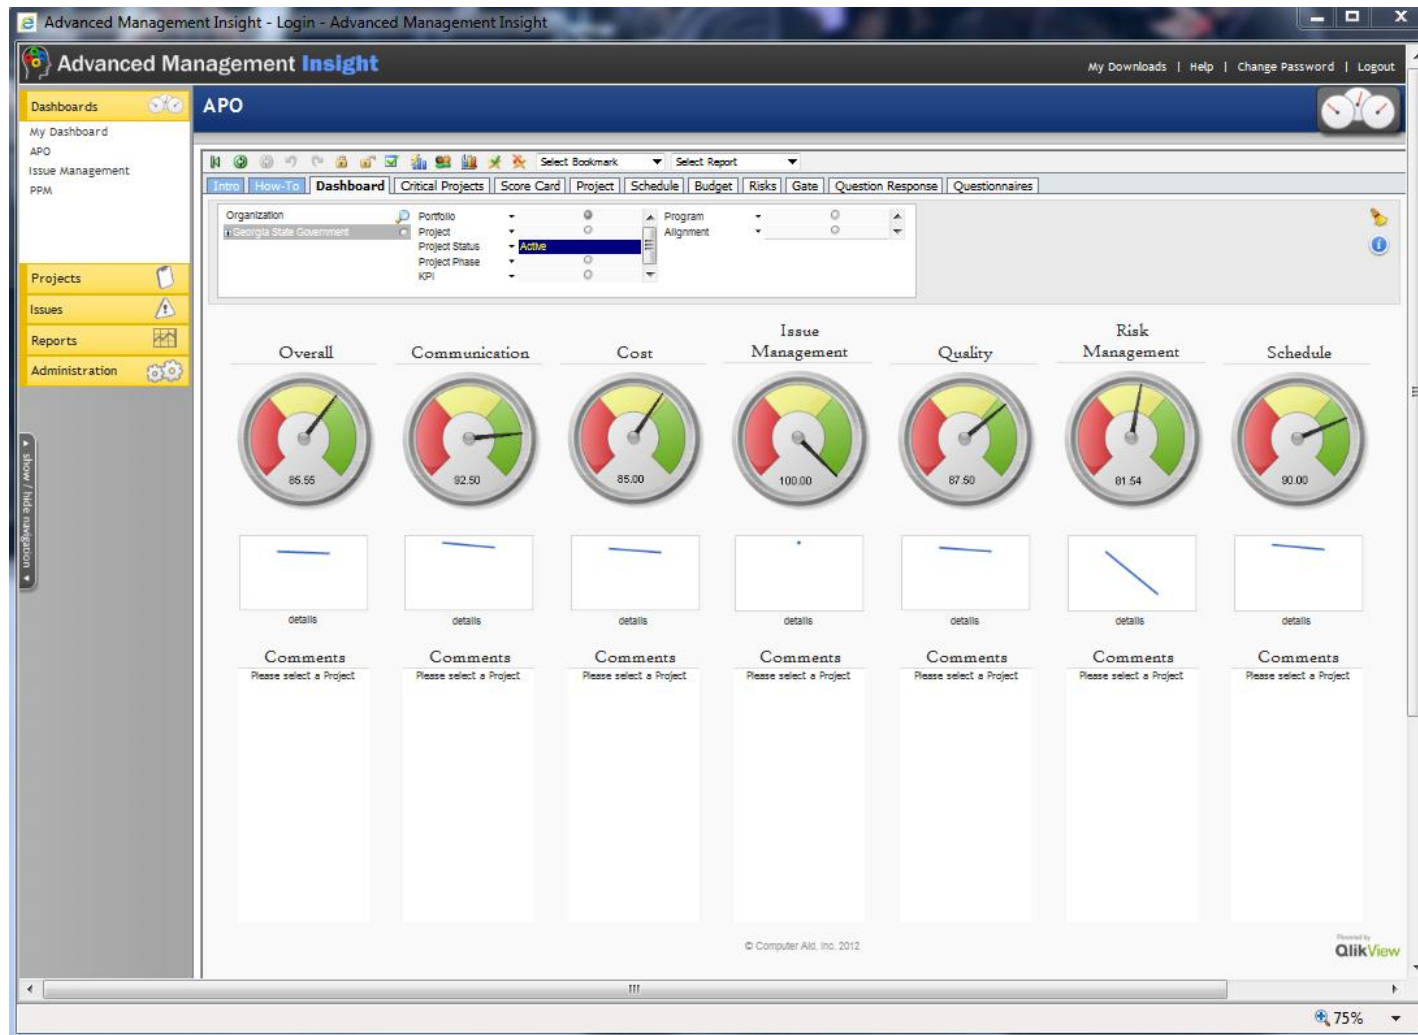 Advanced Management Insight - Login - Advanced Management Insight
Advanced Management Insight
My Downloads | Help | Change Password | Logout
Dashboards
My Dashboard
APO
Issue Management
PPM
Projects
Issues
Reports
Administration
show / hide navigation
APO
Select Bookmark
Select Report
Intro How-To Dashboard Critical Projects Score Card Project Schedule Budget Risks Gate Question Response Questionnaires
Organization
Georgia State Government
Portfolio
Project
Project Status Active
Project Phase
KPI
Program
Alignment
Overall
Communication
Cost
Issue
Management
Quality
Risk
Management
Schedule
85.55
92.50
85.00
100.00
87.50
81.54
90.00
details
details
details
details
details
details
details
Comments
Comments
Comments
Comments
Comments
Comments
Comments
Please select a Project
Please select a Project
Please select a Project
Please select a Project
Please select a Project
Please select a Project
Please select a Project
© Computer Aid, Inc. 2012
Powered by
QlikView
75%